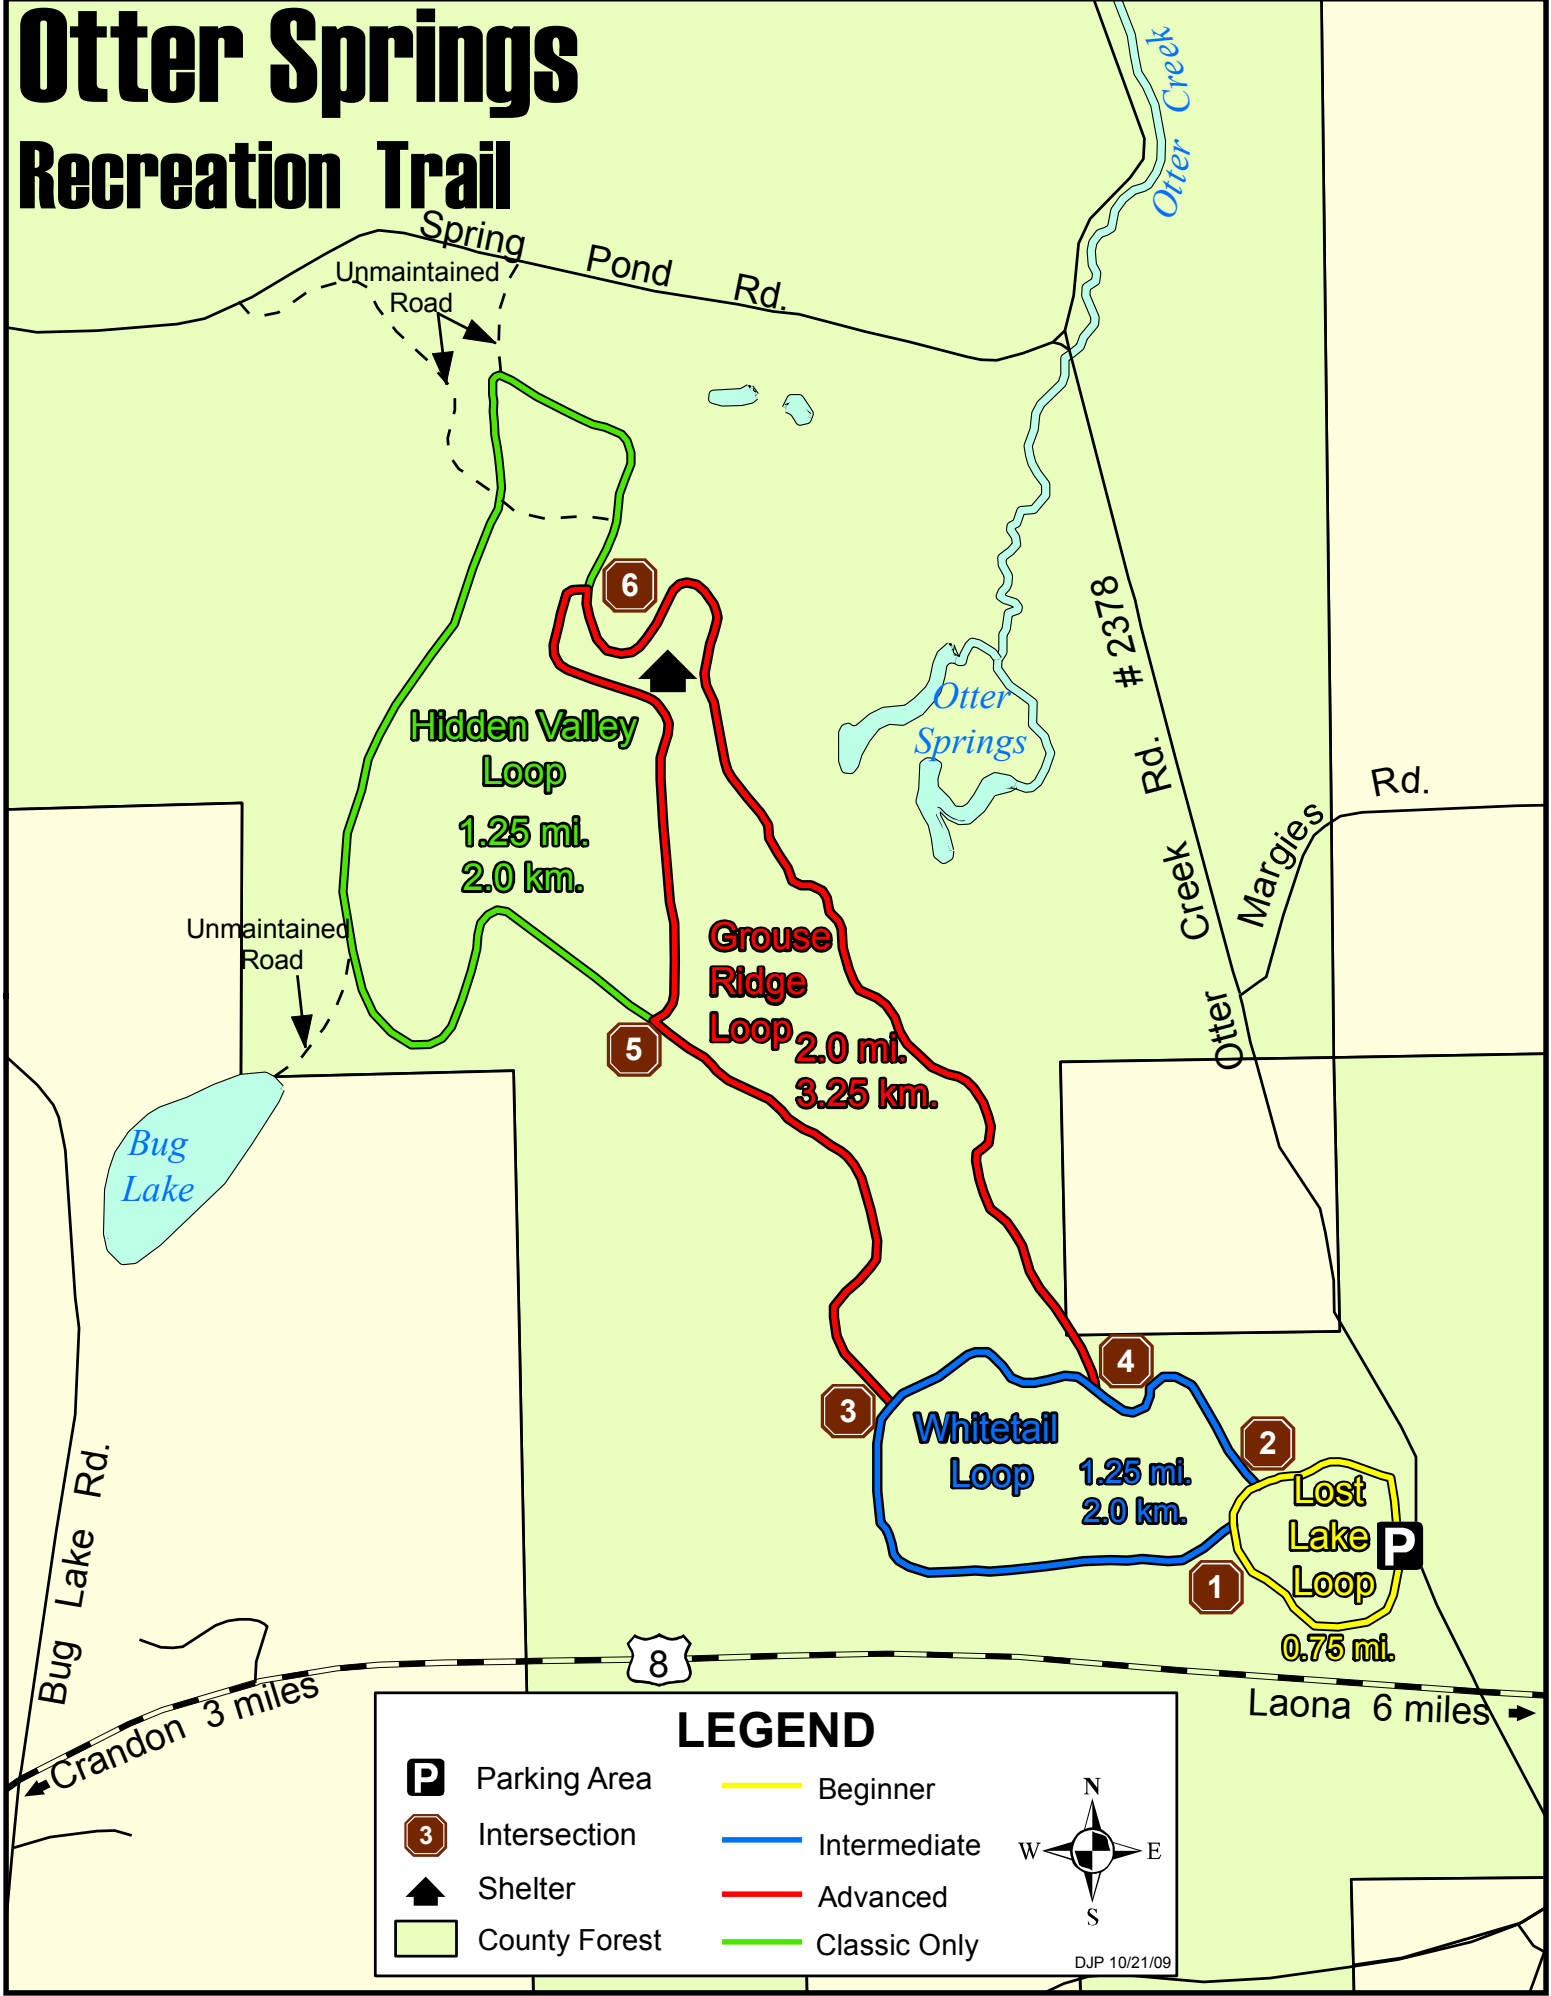 Otter Springs
Recreation Trail
Otter Creek
Spring Pond Rd.
Unmaintained
Road
6
# 2378
Otter
Springs
Hidden Valley
Loop
1.25 mi.
2.0 km.
Rd.
Margies
Otter Creek Rd.
Unmaintained
Road
Grouse
Ridge
Loop
2.0 mi.
3.25 km.
5
Bug
Lake
4
3
Whitetail
Loop
1.25 mi.
2.0 km.
2
Lost
Lake
Loop
P
1
0.75 mi.
Bug Lake Rd.
8
Crandon 3 miles
Laona 6 miles
LEGEND
P Parking Area
3 Intersection
Shelter
County Forest
Beginner
Intermediate
Advanced
Classic Only
N
W E
S
DJP 10/21/09